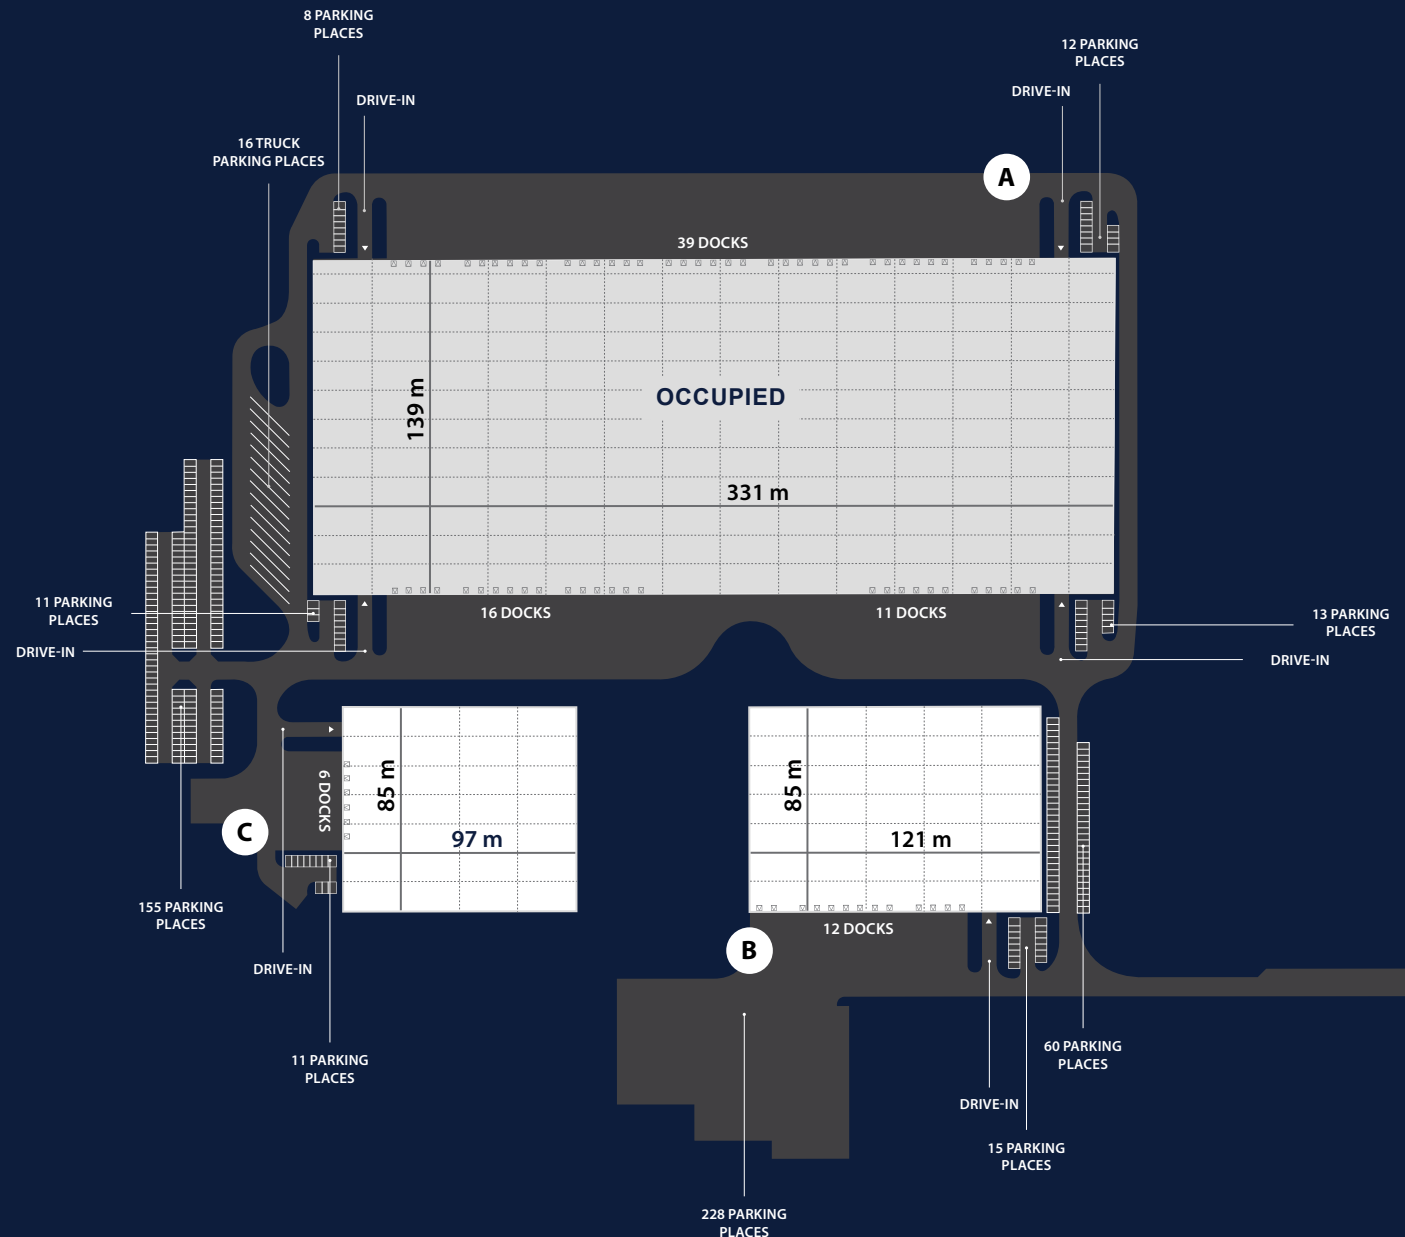 8 PARKING
PLACES
12 PARKING
PLACES
DRIVE-IN
DRIVE-IN
16 TRUCK
PARKING PLACES
A
39 DOCKS
OCCUPIED
139 m
331 m
11 PARKING
PLACES
16 DOCKS
11 DOCKS
13 PARKING
PLACES
DRIVE-IN
DRIVE-IN
6 DOCKS
85 m
97 m
85 m
121 m
C
155 PARKING
PLACES
12 DOCKS
B
DRIVE-IN
11 PARKING
PLACES
60 PARKING
PLACES
DRIVE-IN
15 PARKING
PLACES
228 PARKING
PLACES